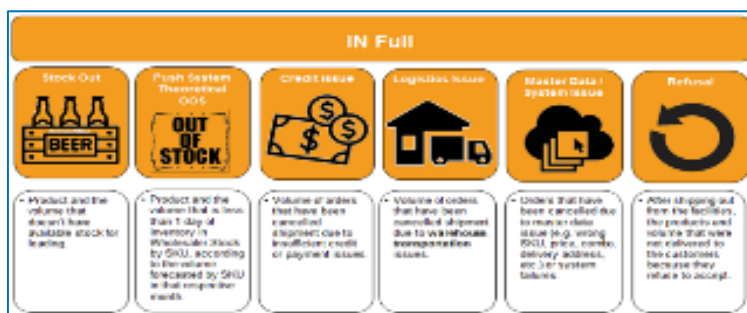 IN Full
Stock Out
Push System
Theoretical
OOS
Credit Issue
Logistics Issue
Master Data /
System Issue
Refusal
BEER
OUT
OF
STOCK
$
$
$
• Product and the
volume that
doesn't have
available stock for
loading.
• Product and the
volume that is less
than 1 day of
inventory in
Wholesaler Stock
by SKU, according
to the volume
forecasted by SKU
in that respective
month.
• Volume of orders
that have been
cancelled
shipment due to
insufficient credit
or payment issues.
• Volume of orders
that have been
cancelled shipment
due to warehouse
transportation
issues.
• Orders that have been
cancelled due to
master data
issue (e.g. wrong
SKU, price, combo,
delivery address,
etc.) or system
failures.
• After shipping out
from the facilities,
the products and
volume that were
not delivered to
the customers
because they
refuse to accept.